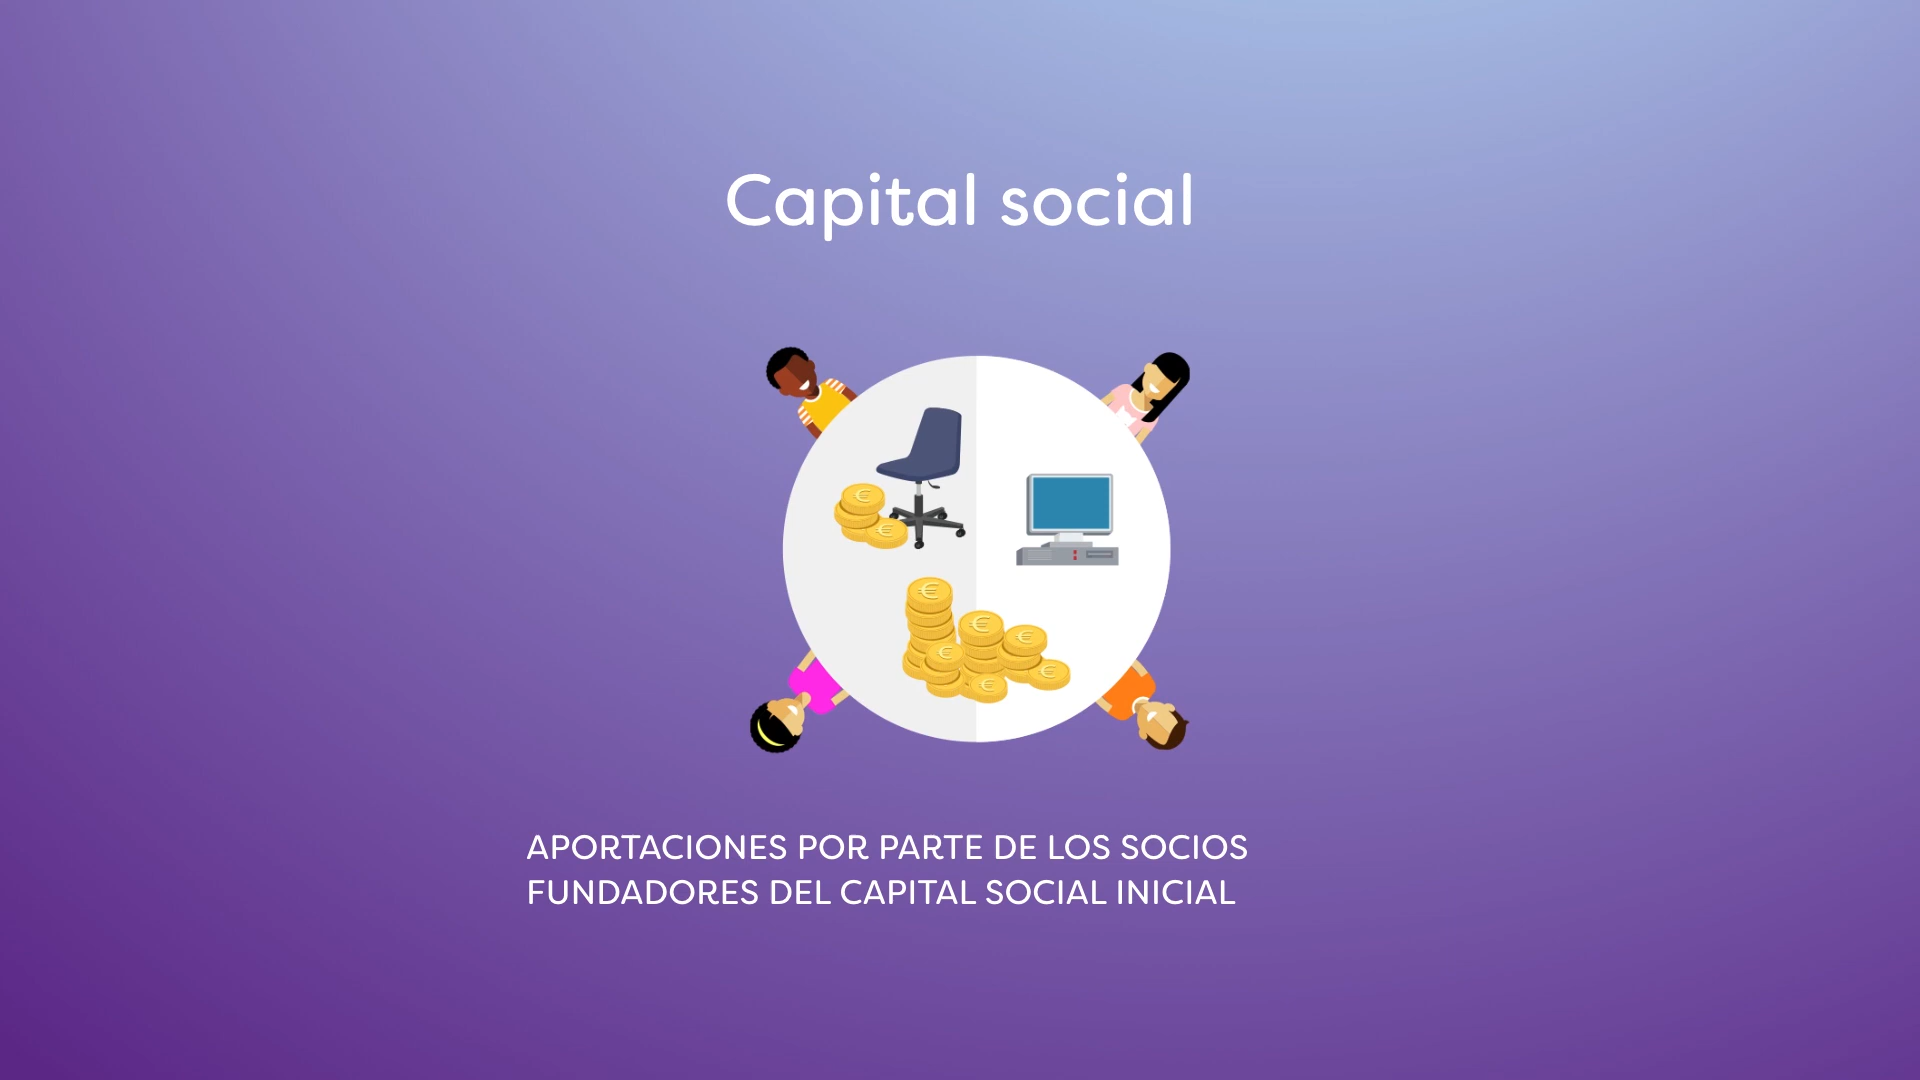 Capital social
€
€
€
€
€
€
€
€
APORTACIONES POR PARTE DE LOS SOCIOS
FUNDADORES DEL CAPITAL SOCIAL INICIAL